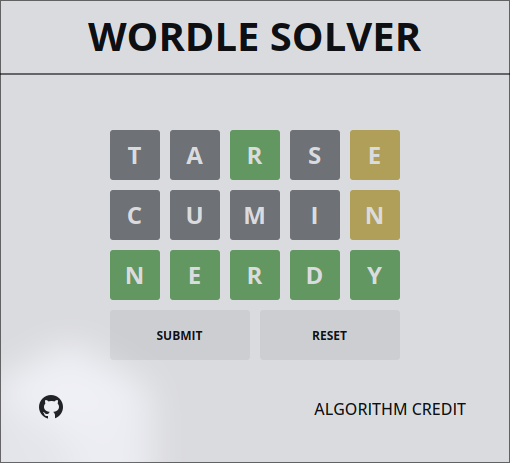 WORDLE SOLVER
T A R S E
C U M I N
N E R D Y
SUBMIT RESET
ALGORITHM CREDIT